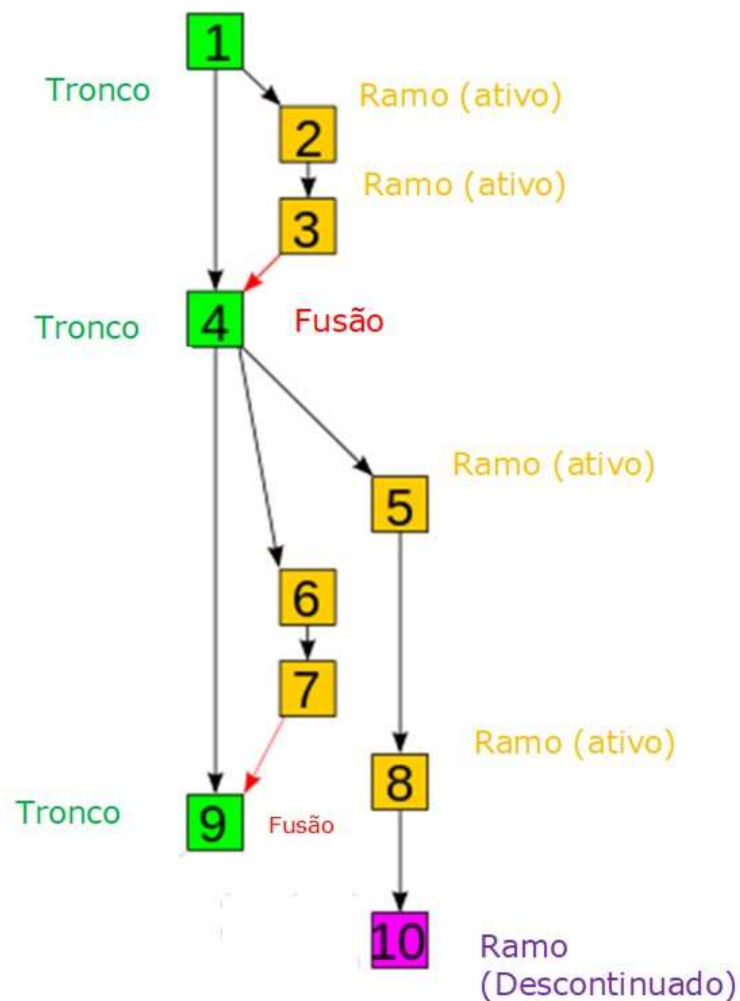 1
Tronco
Ramo (ativo)
2
Ramo (ativo)
3
Tronco
4
Fusão
Ramo (ativo)
5
6
7
Ramo (ativo)
8
Tronco
9
Fusão
10
Ramo
(Descontinuado)